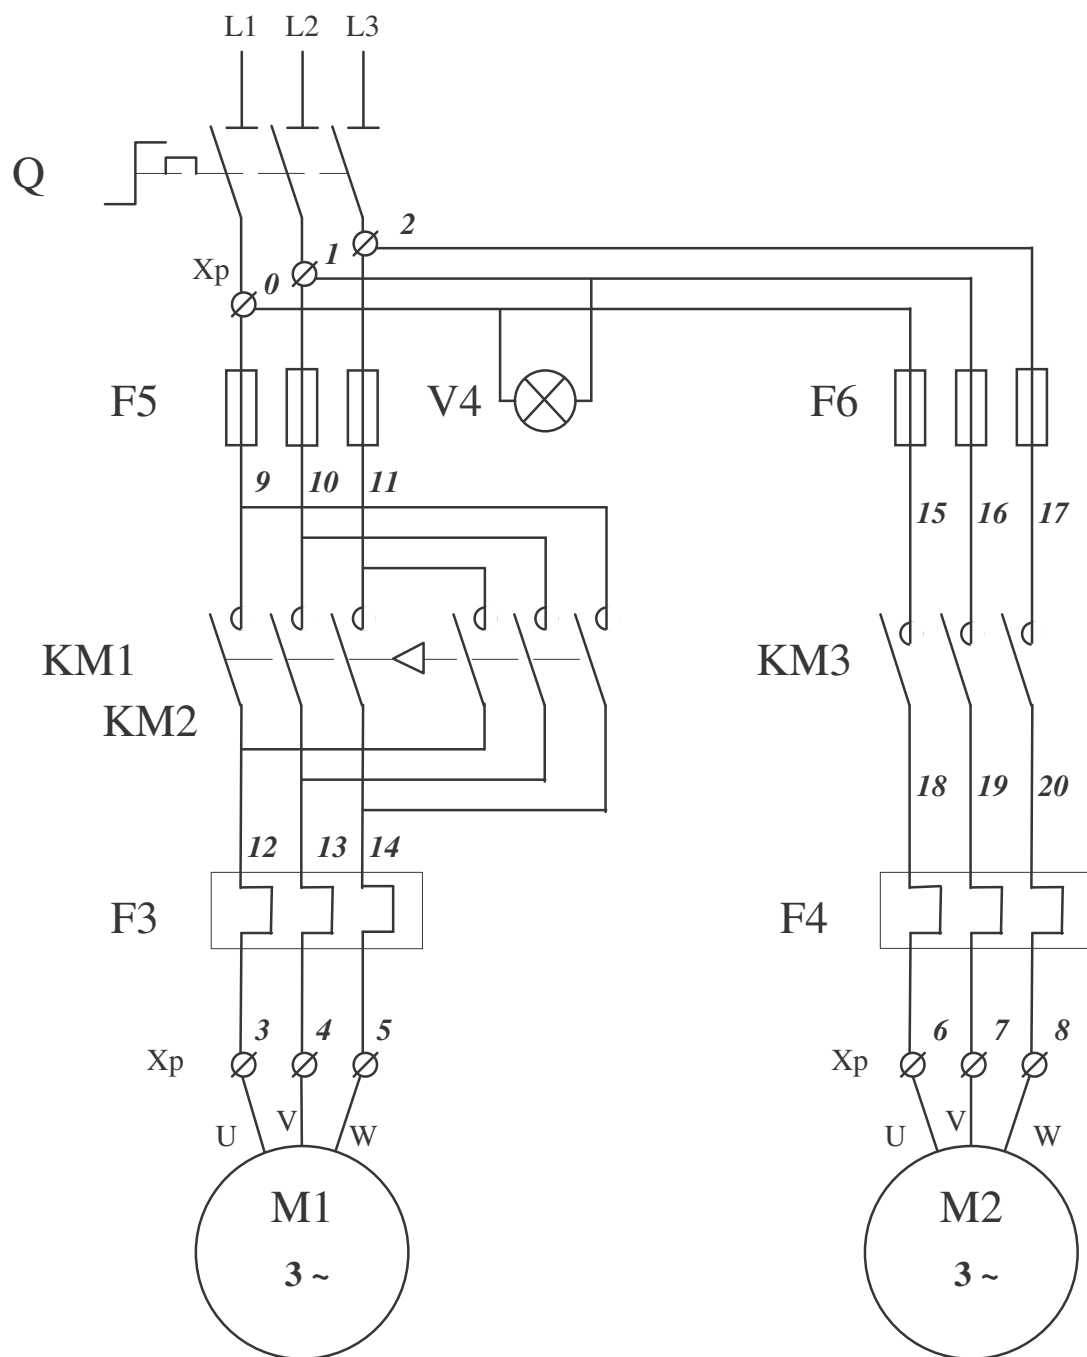 L1 L2 L3
Q
2
1
Xp 0
F5 V4 F6
9 10 11
15 16 17
KM1 KM3
KM2
18 19 20
12 13 14
F3 F4
3 4 5 6 7 8
Xp Xp
U V W U V W
M1 M2
3 ~ 3 ~